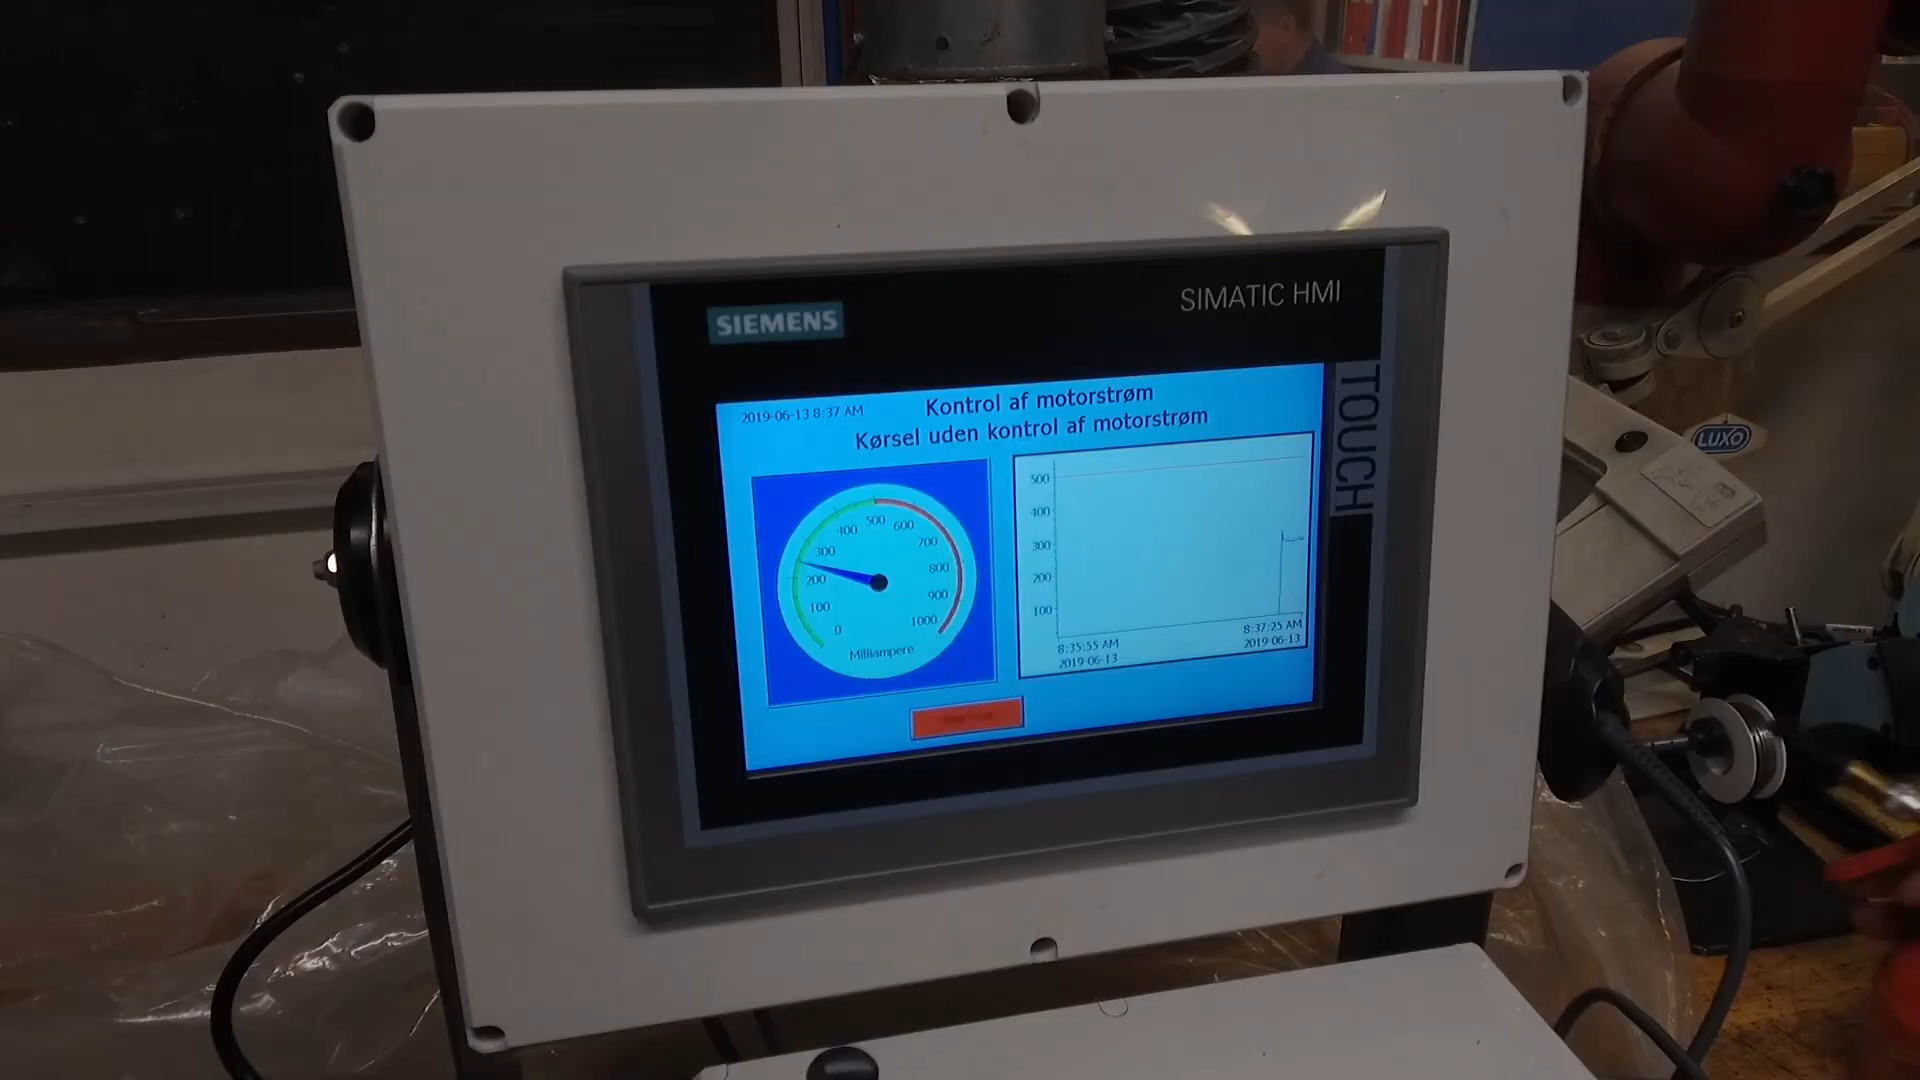 SIEMENS
SIMATIC HMI
TOUCH
2019-06-13 8:37 AM
Kontrol af motorstrøm
Kørsel uden kontrol af motorstrøm
0
100
200
300
400
500
600
700
800
900
1000
Milliampere
500
400
300
200
100
8:35:55 AM
2019-06-13
8:37:25 AM
2019-06-13
LUXO